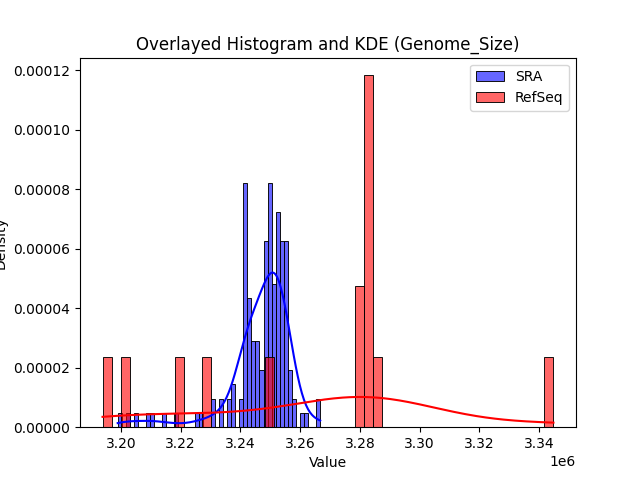 Overlayed Histogram and KDE (Genome_Size)
SRA
RefSeq
0.00012
0.00010
0.00008
0.00006
0.00004
0.00002
0.00000
Density
3.20 3.22 3.24 3.26 3.28 3.30 3.32 3.34
1e6
Value